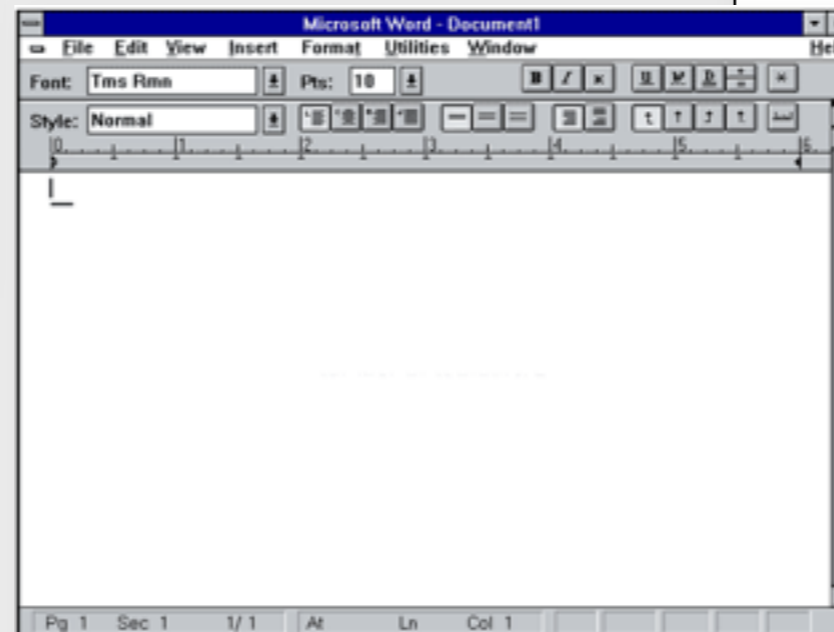 Microsoft Word - Document1
File Edit View Insert Format Utilities Window
Font: Tms Rmn Pts: 10 B I K U W D
Style: Normal
0 1 2 3 4 5 6
Pg 1 Sec 1 1/1 At Ln Col 1